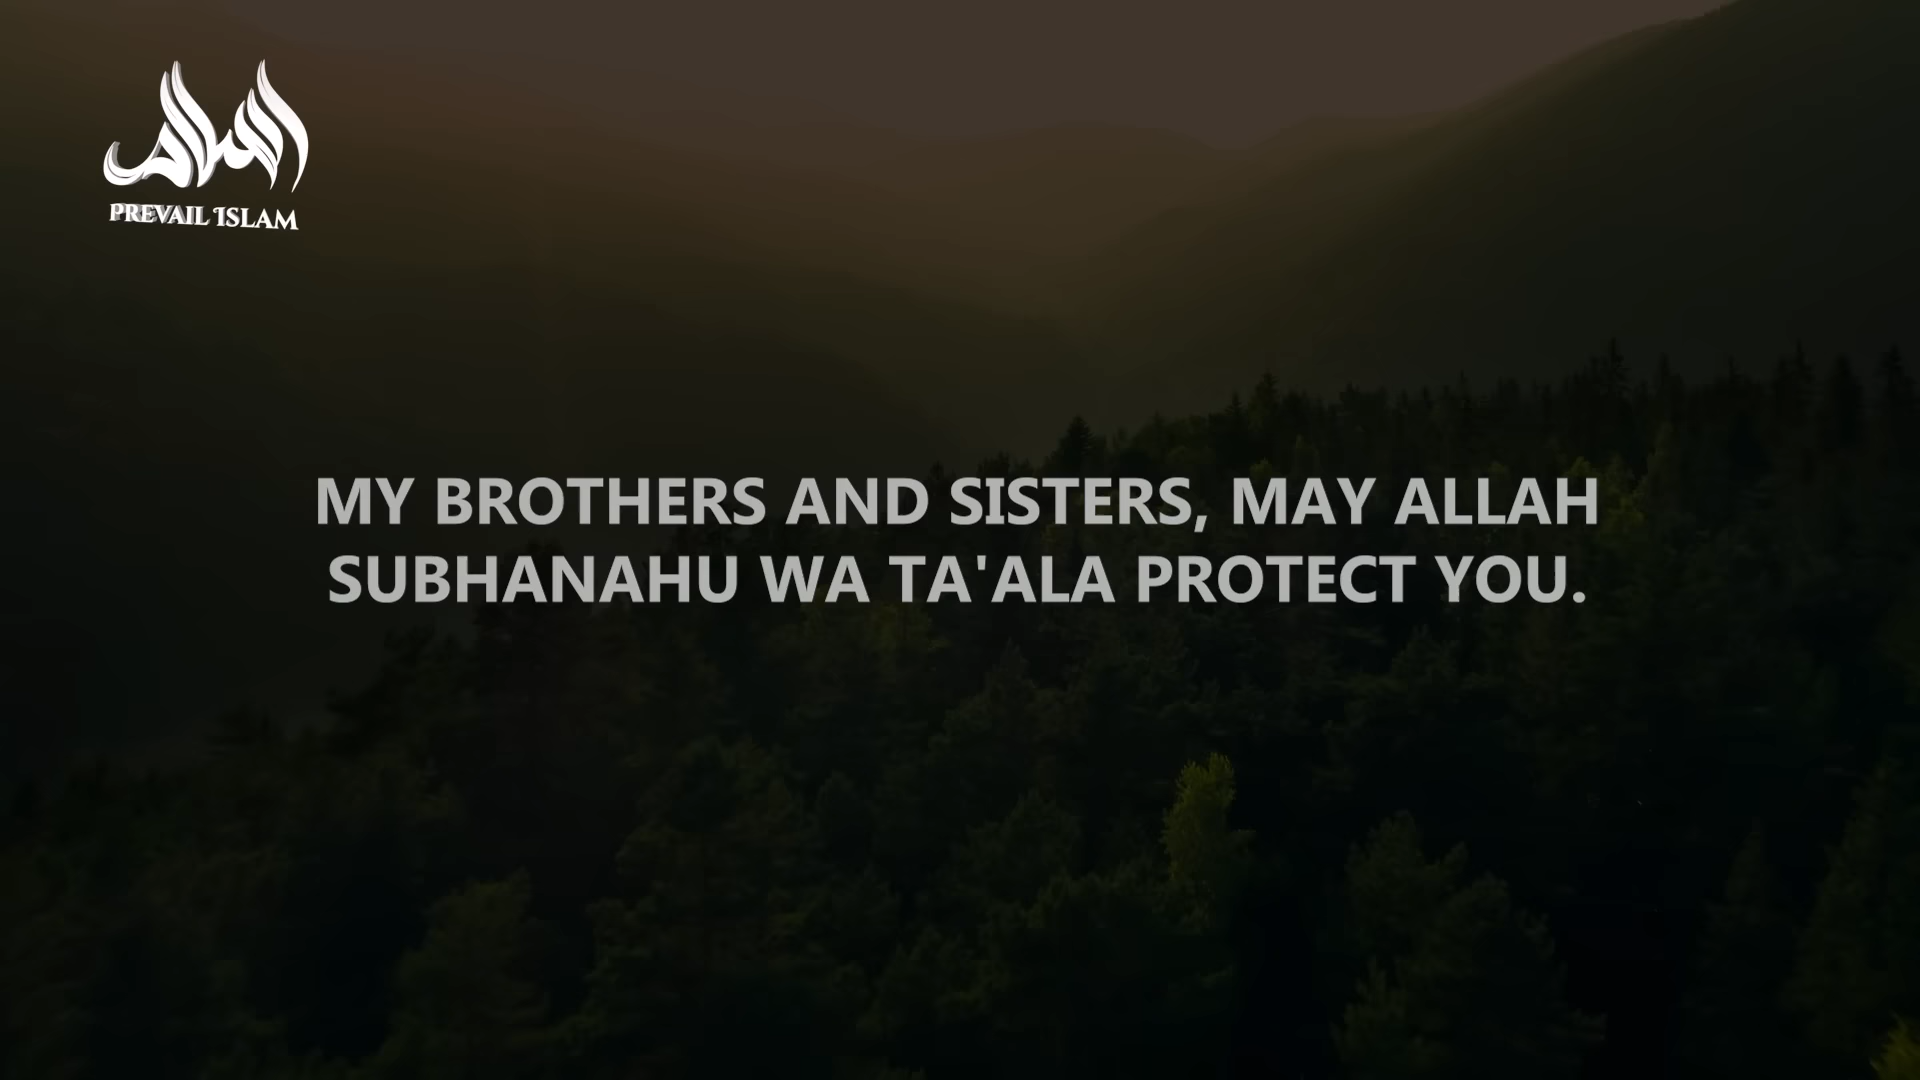 PREVAIL ISLAM
MY BROTHERS AND SISTERS, MAY ALLAH
SUBHANAHU WA TA'ALA PROTECT YOU.